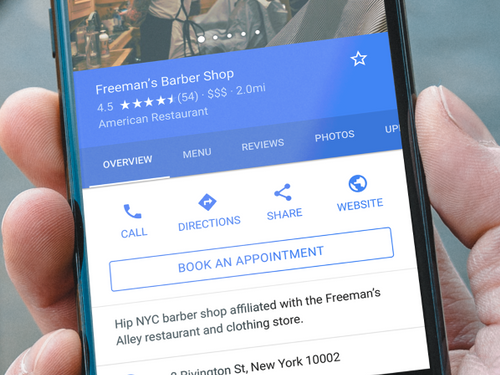 Freeman's Barber Shop
4.5 ★★★★★ (54) · $$$ · 2.0mi
American Restaurant
OVERVIEW MENU REVIEWS PHOTOS
CALL DIRECTIONS SHARE WEBSITE
BOOK AN APPOINTMENT
Hip NYC barber shop affiliated with the Freeman's
Alley restaurant and clothing store.
Rivington St, New York 10002